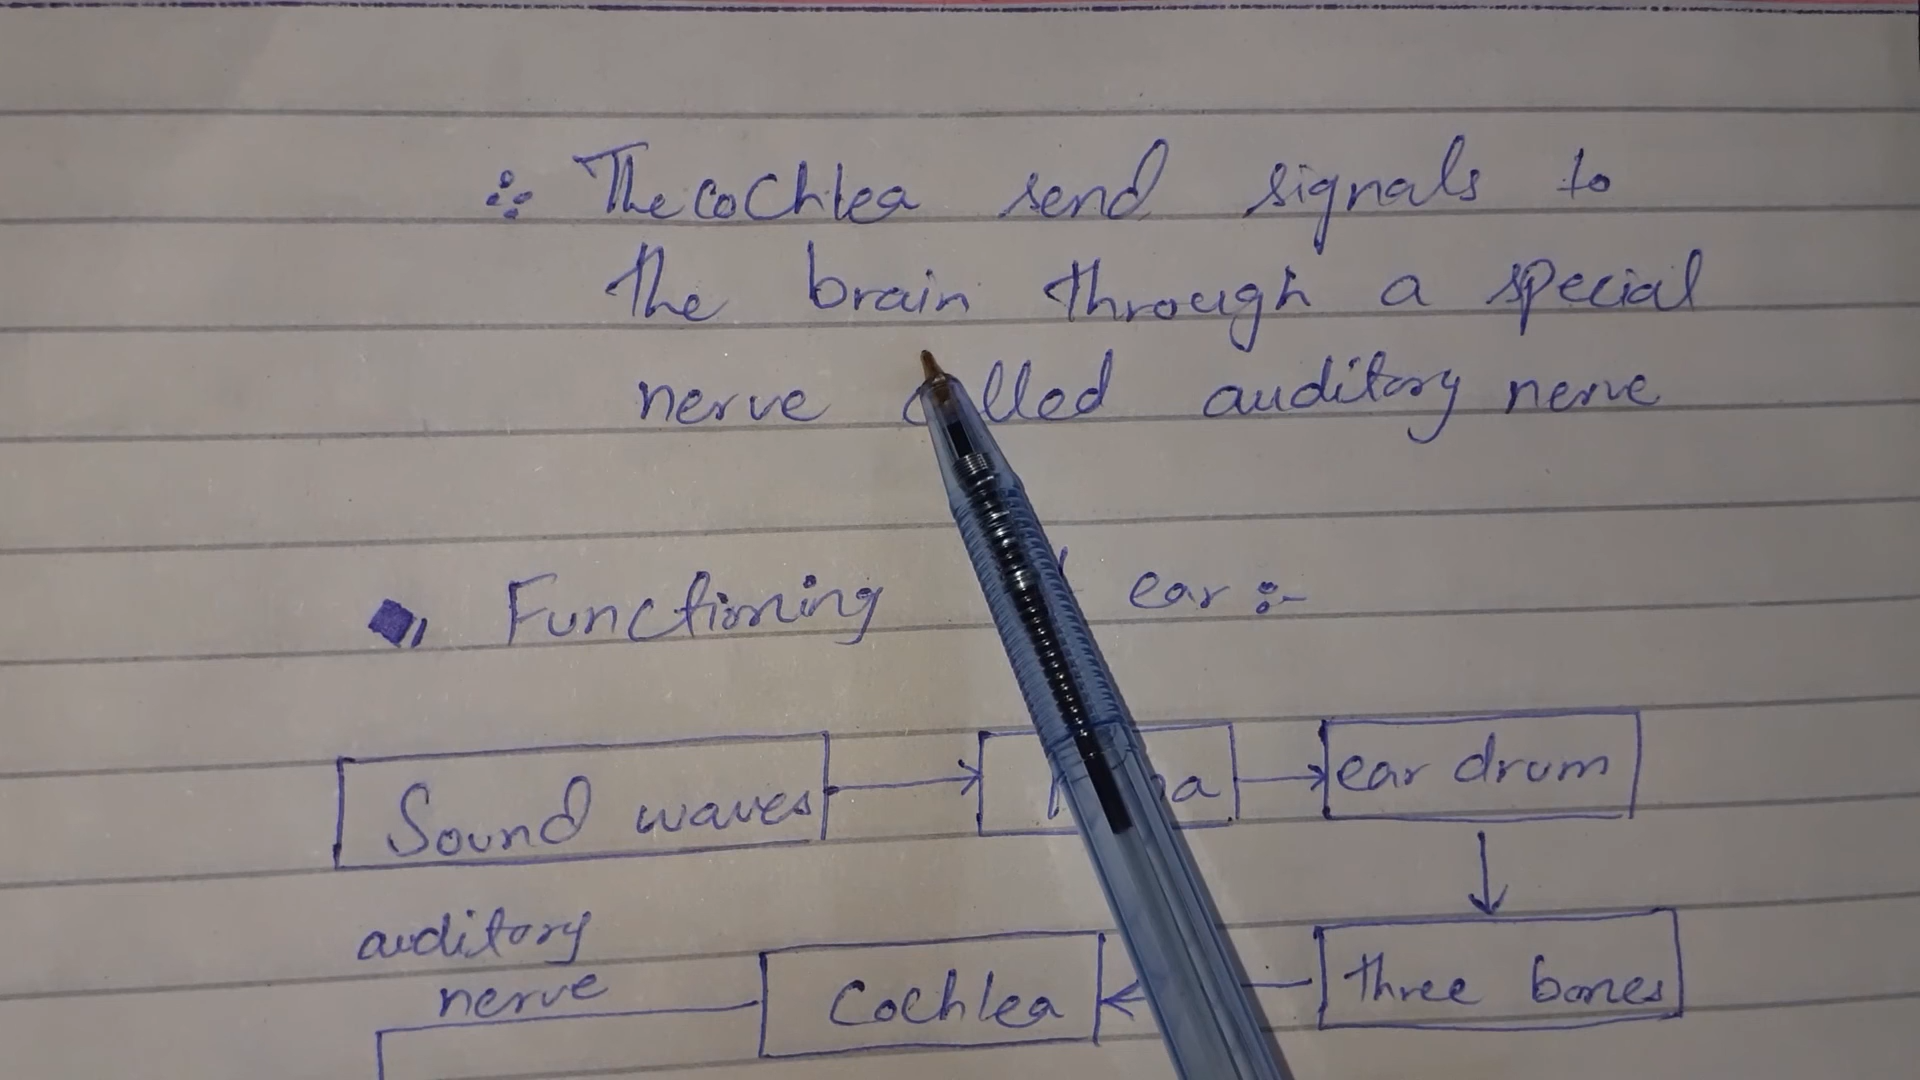 ∴ The cochlea send signals to
the brain through a special
nerve called auditory nerve
Functioning ear :-
Sound waves
ear drum
auditory
nerve
Cochlea
three bones